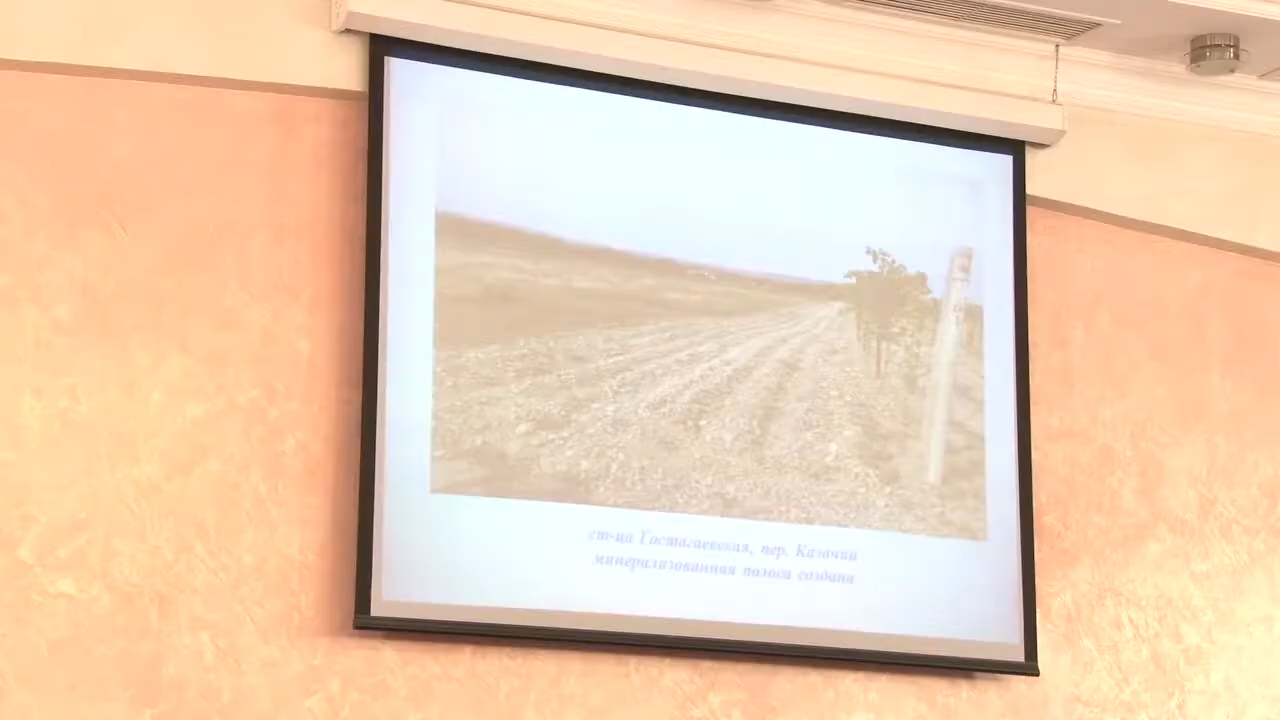 ст-ца Гостагаевская, пер. Казачий
минерализованная полоса создана